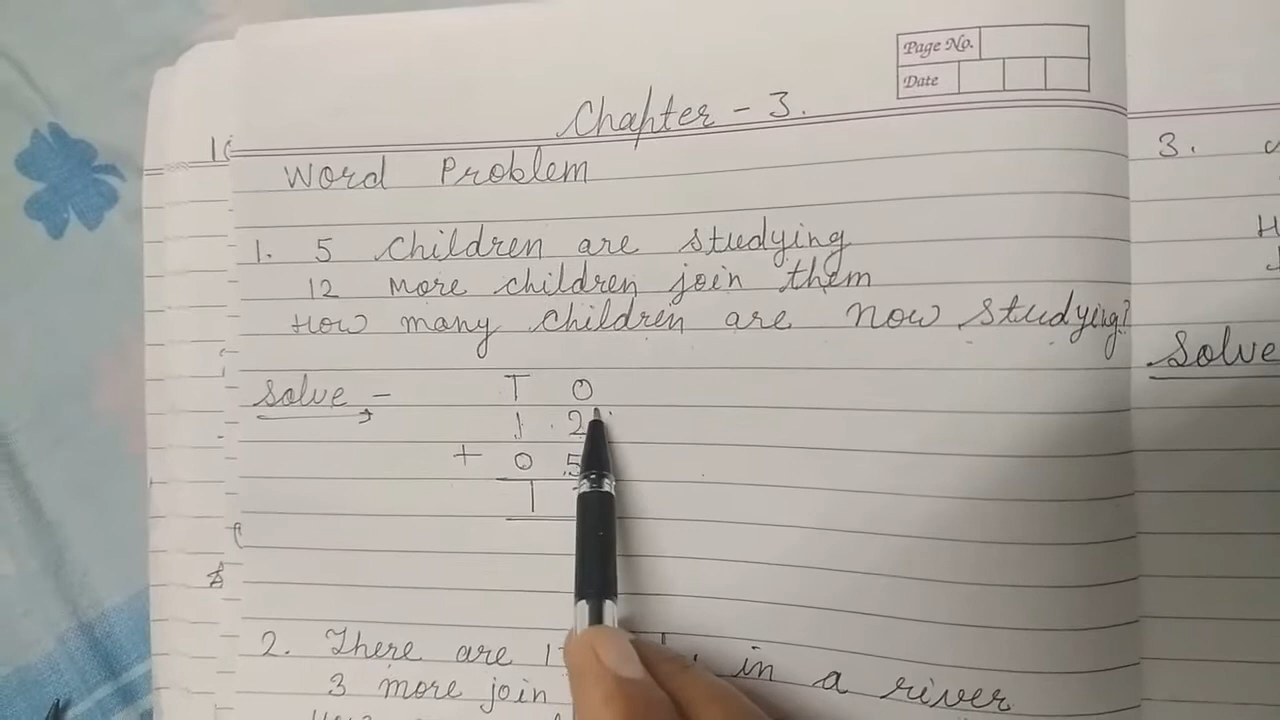 Page No.
Date
Chapter - 3.
Word Problem
1. 5 children are studying
12 more children join them
How many children are now studying?
Solve -
T O
1 2
+ 0 5
1
2. There are in a river
3 more join
3.
Solve